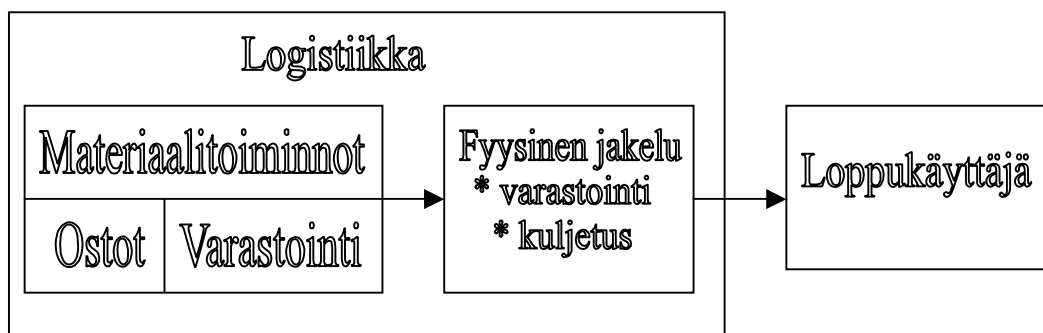 Logistiikka
Materiaalitoiminnot
Ostot
Varastointi
Fyysinen jakelu
* varastointi
* kuljetus
Loppukäyttäjä